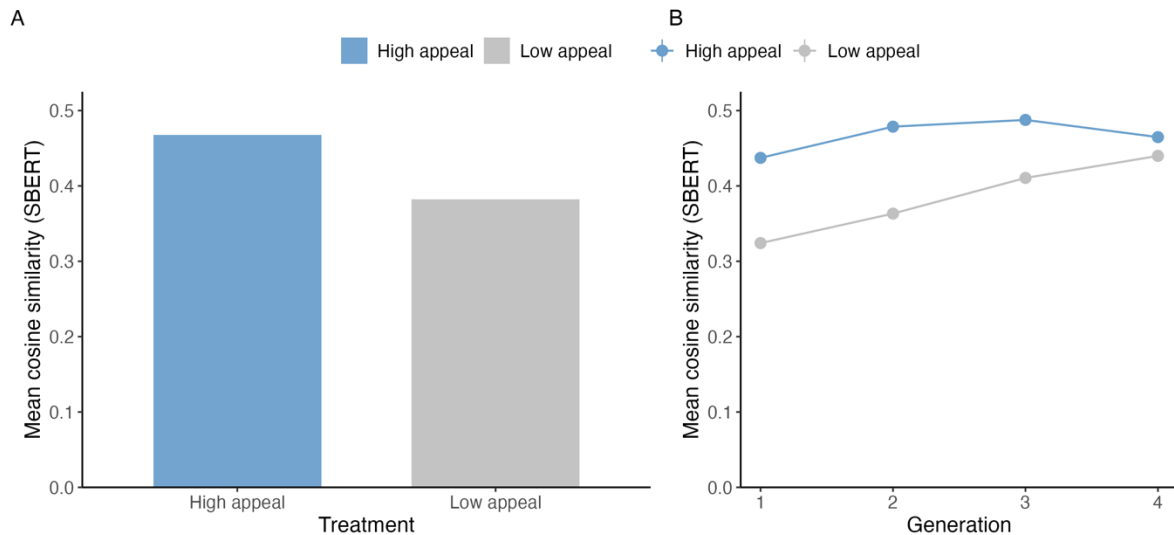 A
High appeal
Low appeal
Mean cosine similarity (SBERT)
0.5
0.4
0.3
0.2
0.1
0.0
High appeal
Low appeal
Treatment
B
High appeal
Low appeal
Mean cosine similarity (SBERT)
0.5
0.4
0.3
0.2
0.1
0.0
1
2
3
4
Generation